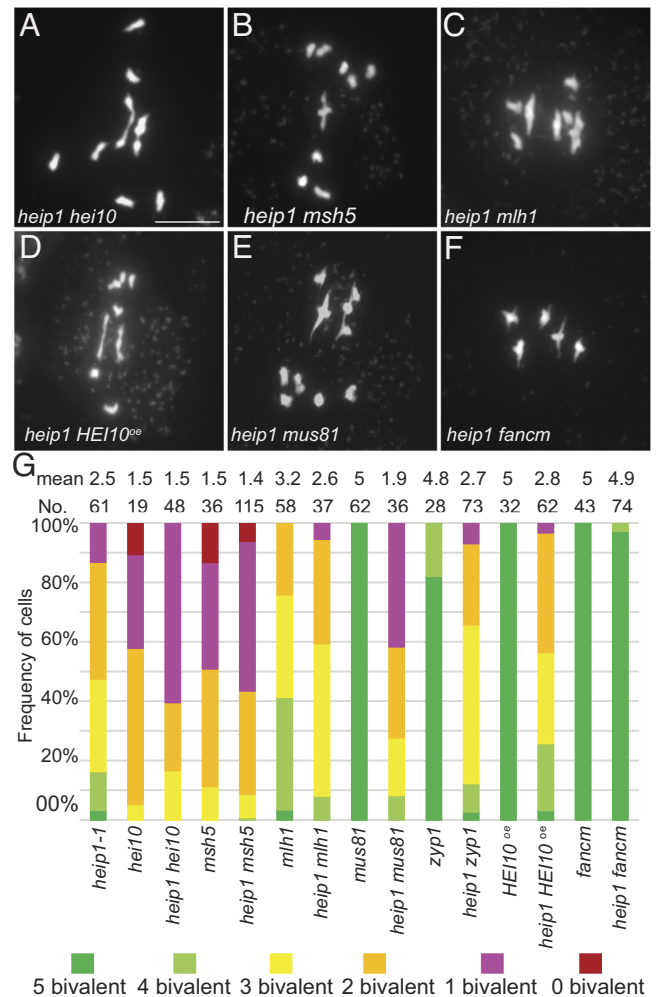 A
B
C
heip1 hei10
heip1 msh5
heip1 mlh1
D
E
F
heip1 HEI10oe
heip1 mus81
heip1 fancm
G
mean 2.5 1.5 1.5 1.5 1.4 3.2 2.6 5 1.9 4.8 2.7 5 2.8 5 4.9
No. 61 19 48 36 115 58 37 62 36 28 73 32 62 43 74
100%
80%
60%
40%
20%
00%
Frequency of cells
heip1-1
hei10
heip1 hei10
msh5
heip1 msh5
mlh1
heip1 mlh1
mus81
heip1 mus81
zyp1
heip1 zyp1
HEI10 oe
heip1 HEI10 oe
fancm
heip1 fancm
5 bivalent 4 bivalent 3 bivalent 2 bivalent 1 bivalent 0 bivalent